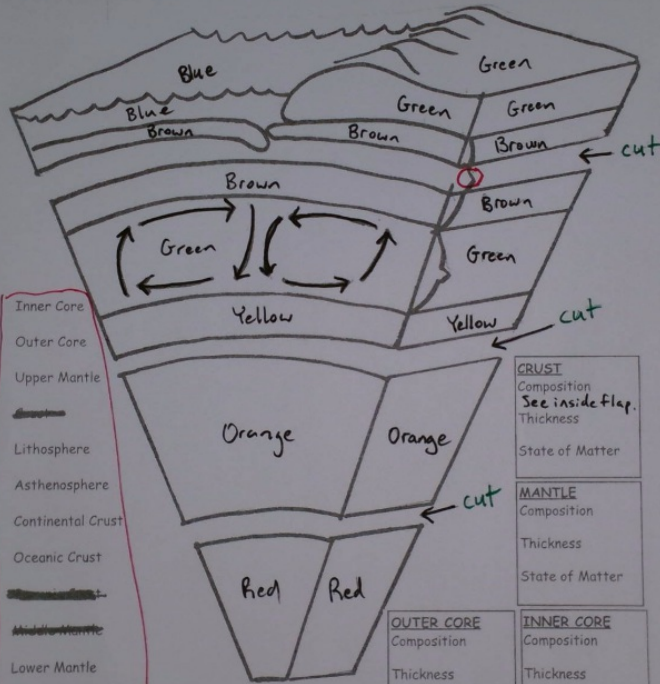 Blue
Green
Blue
Green
Green
Brown
Brown
Brown
cut
Brown
Brown
Green
Green
Yellow
Yellow
cut
Inner Core
Outer Core
Upper Mantle
Lithosphere
Asthenosphere
Continental Crust
Oceanic Crust
Middle Mantle
Lower Mantle
Orange
Orange
cut
Red
Red
CRUST
Composition
See inside flap.
Thickness
State of Matter
MANTLE
Composition
Thickness
State of Matter
OUTER CORE
Composition
Thickness
INNER CORE
Composition
Thickness